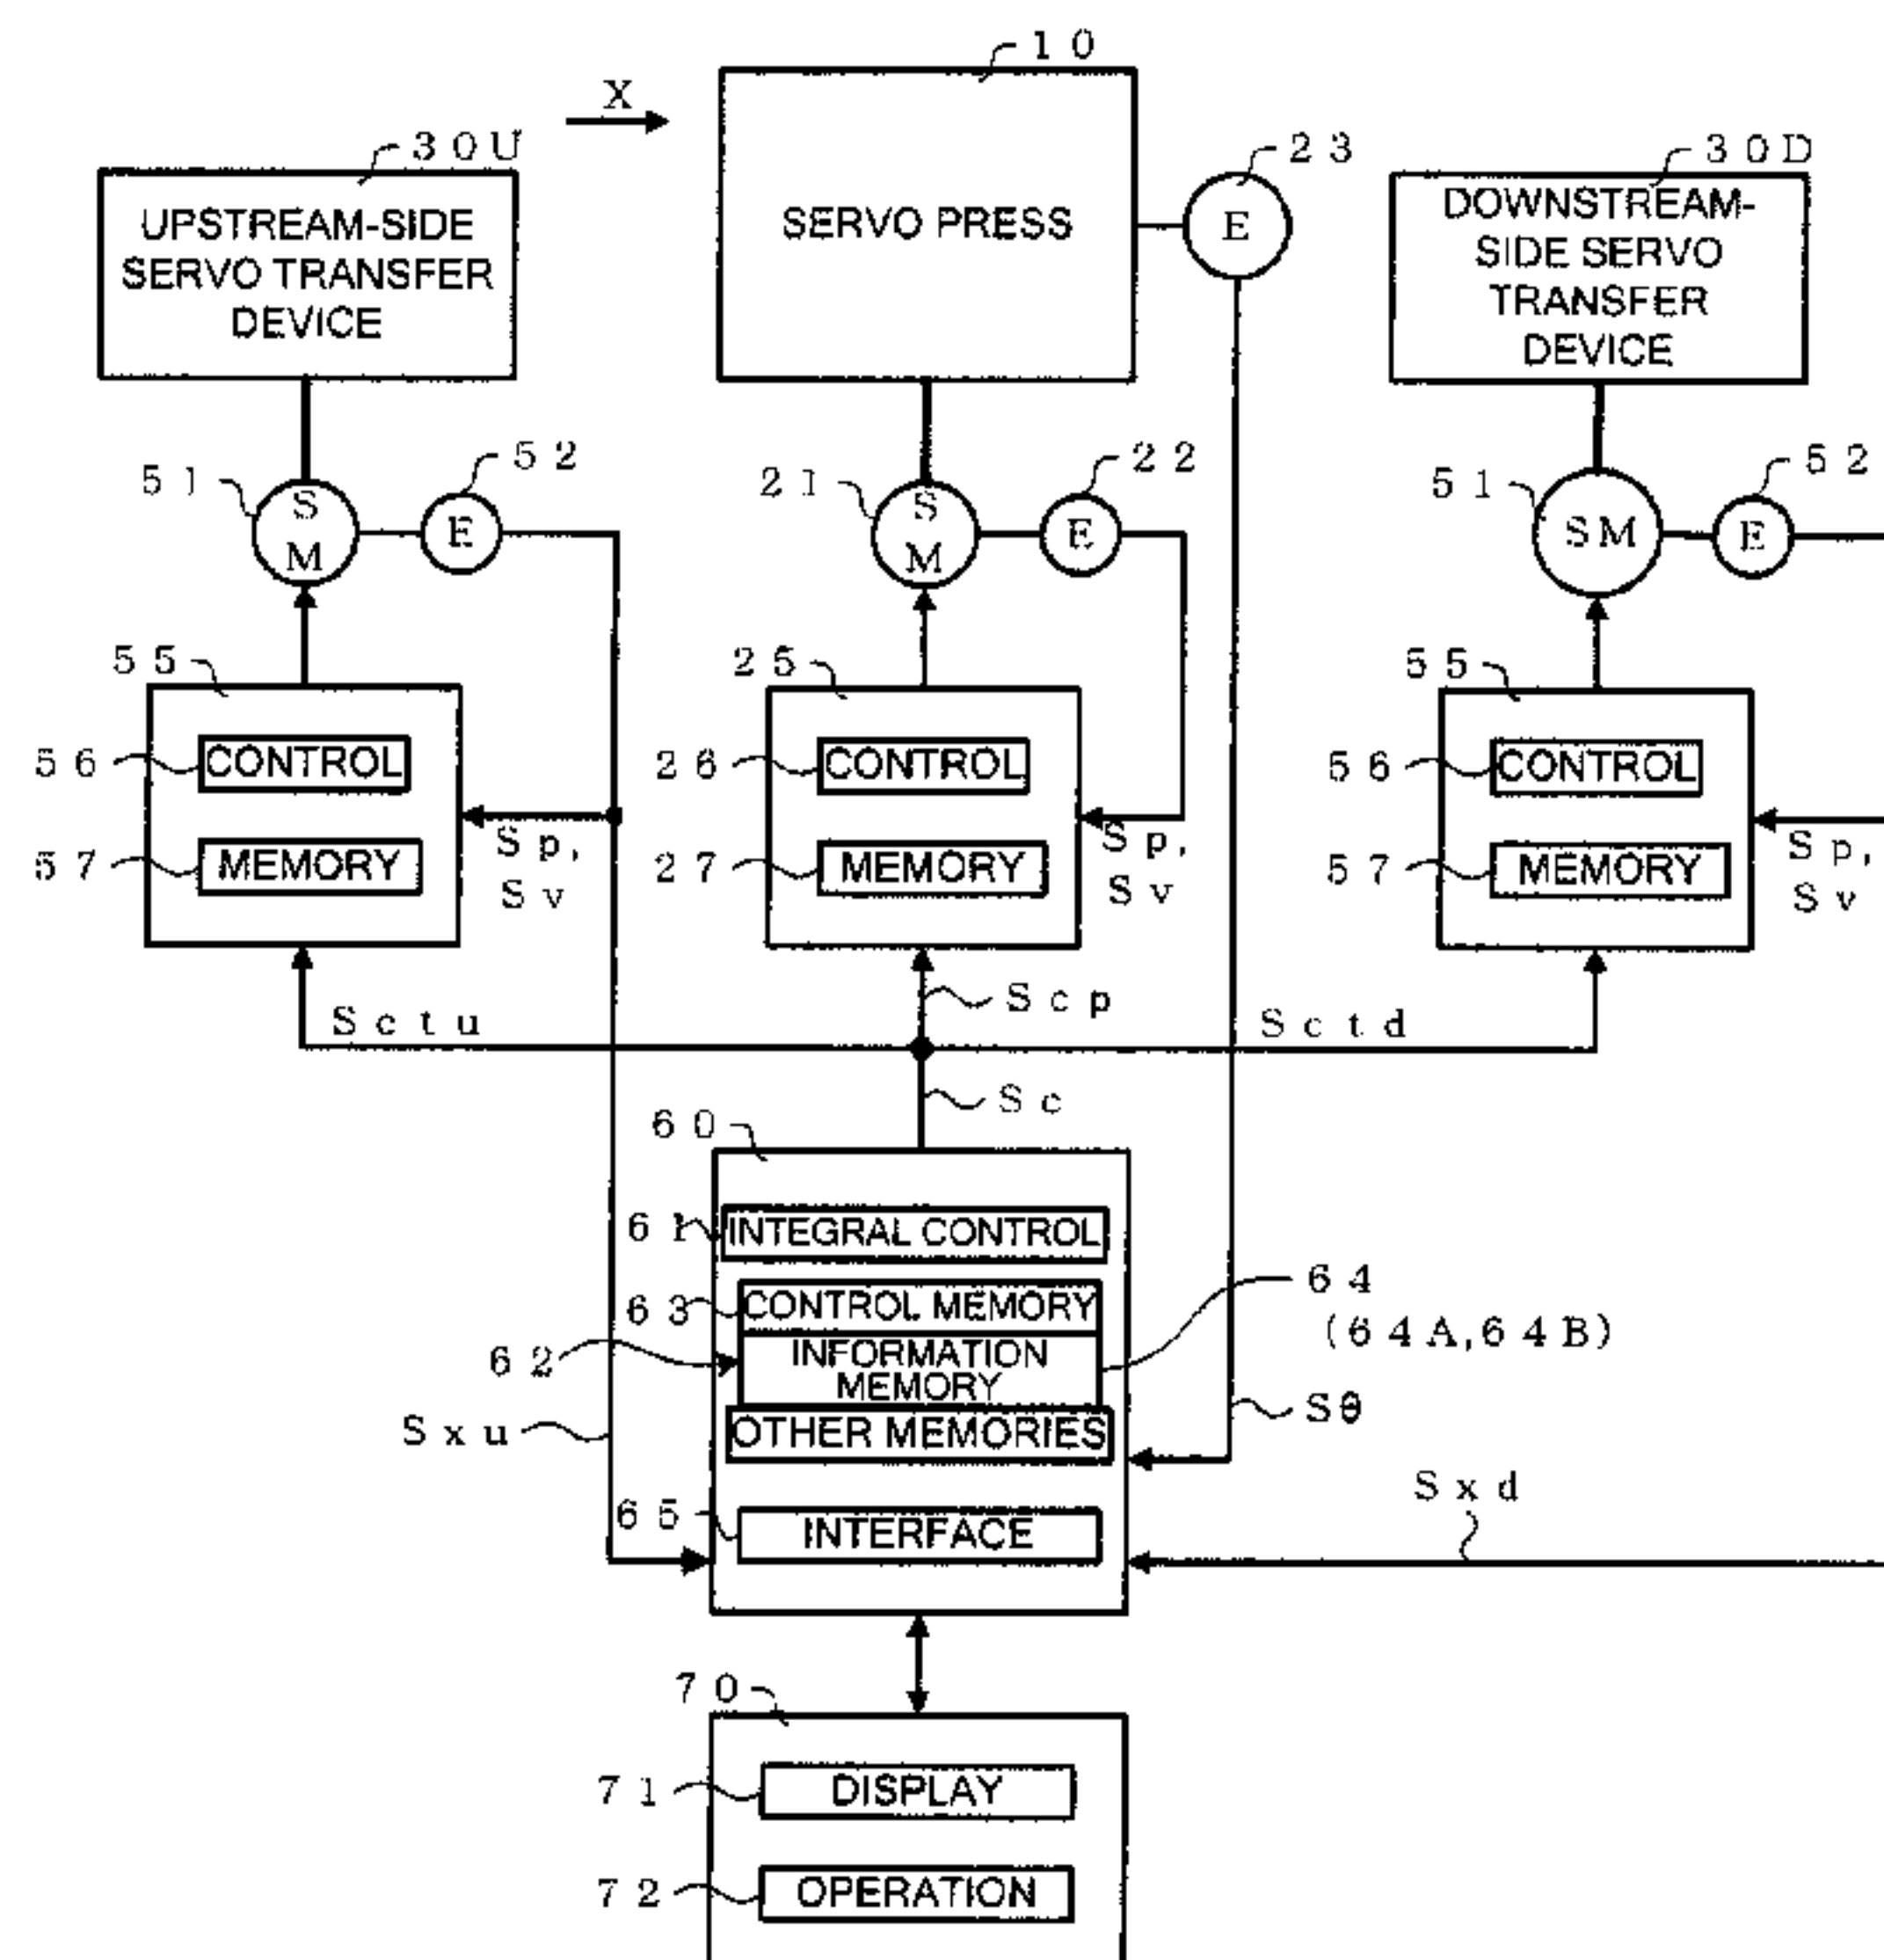 10
X
30U
23
30D
UPSTREAM-SIDE
SERVO TRANSFER
DEVICE
SERVO PRESS
E
DOWNSTREAM-
SIDE SERVO
TRANSFER
DEVICE
51
S
M
52
E
21
S
M
22
E
51
SM
52
E
55
56
CONTROL
57
MEMORY
Sp,
Sv
25
26
CONTROL
27
MEMORY
Sp,
Sv
55
56
CONTROL
57
MEMORY
Sp,
Sv
Sctu
Scp
Sctd
Sc
60
61
INTEGRAL CONTROL
63
CONTROL MEMORY
62
INFORMATION
MEMORY
64
(64A,64B)
OTHER MEMORIES
Sxu
Sθ
65
INTERFACE
Sxd
70
71
DISPLAY
72
OPERATION